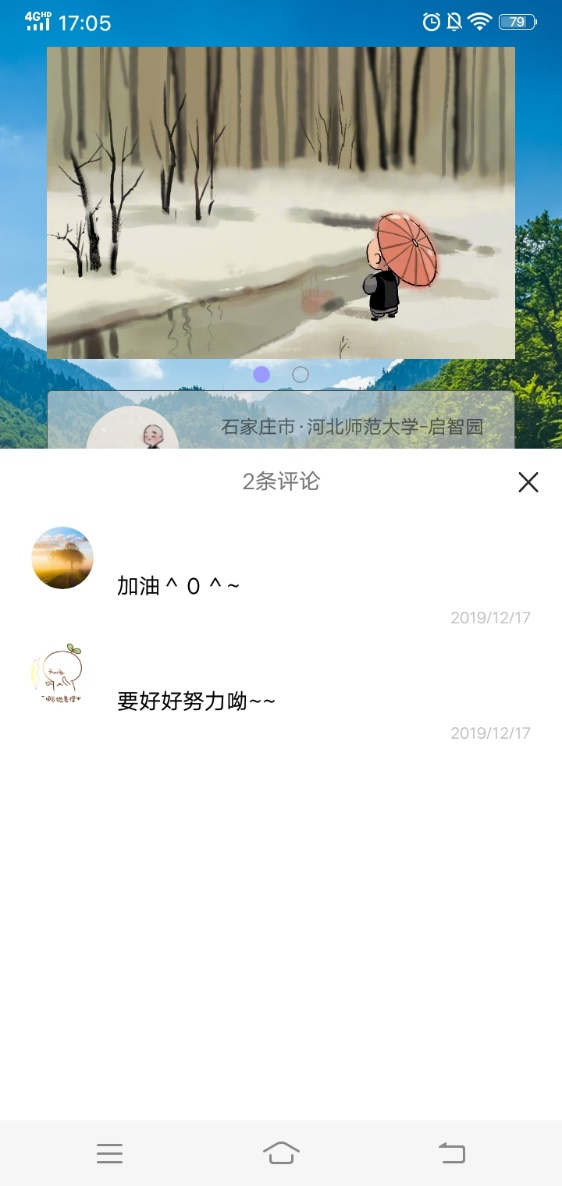 4GHD 17:05 79
石家庄市·河北师范大学-启智园
2条评论
加油^０^~
2019/12/17
要好好努力呦~~
2019/12/17